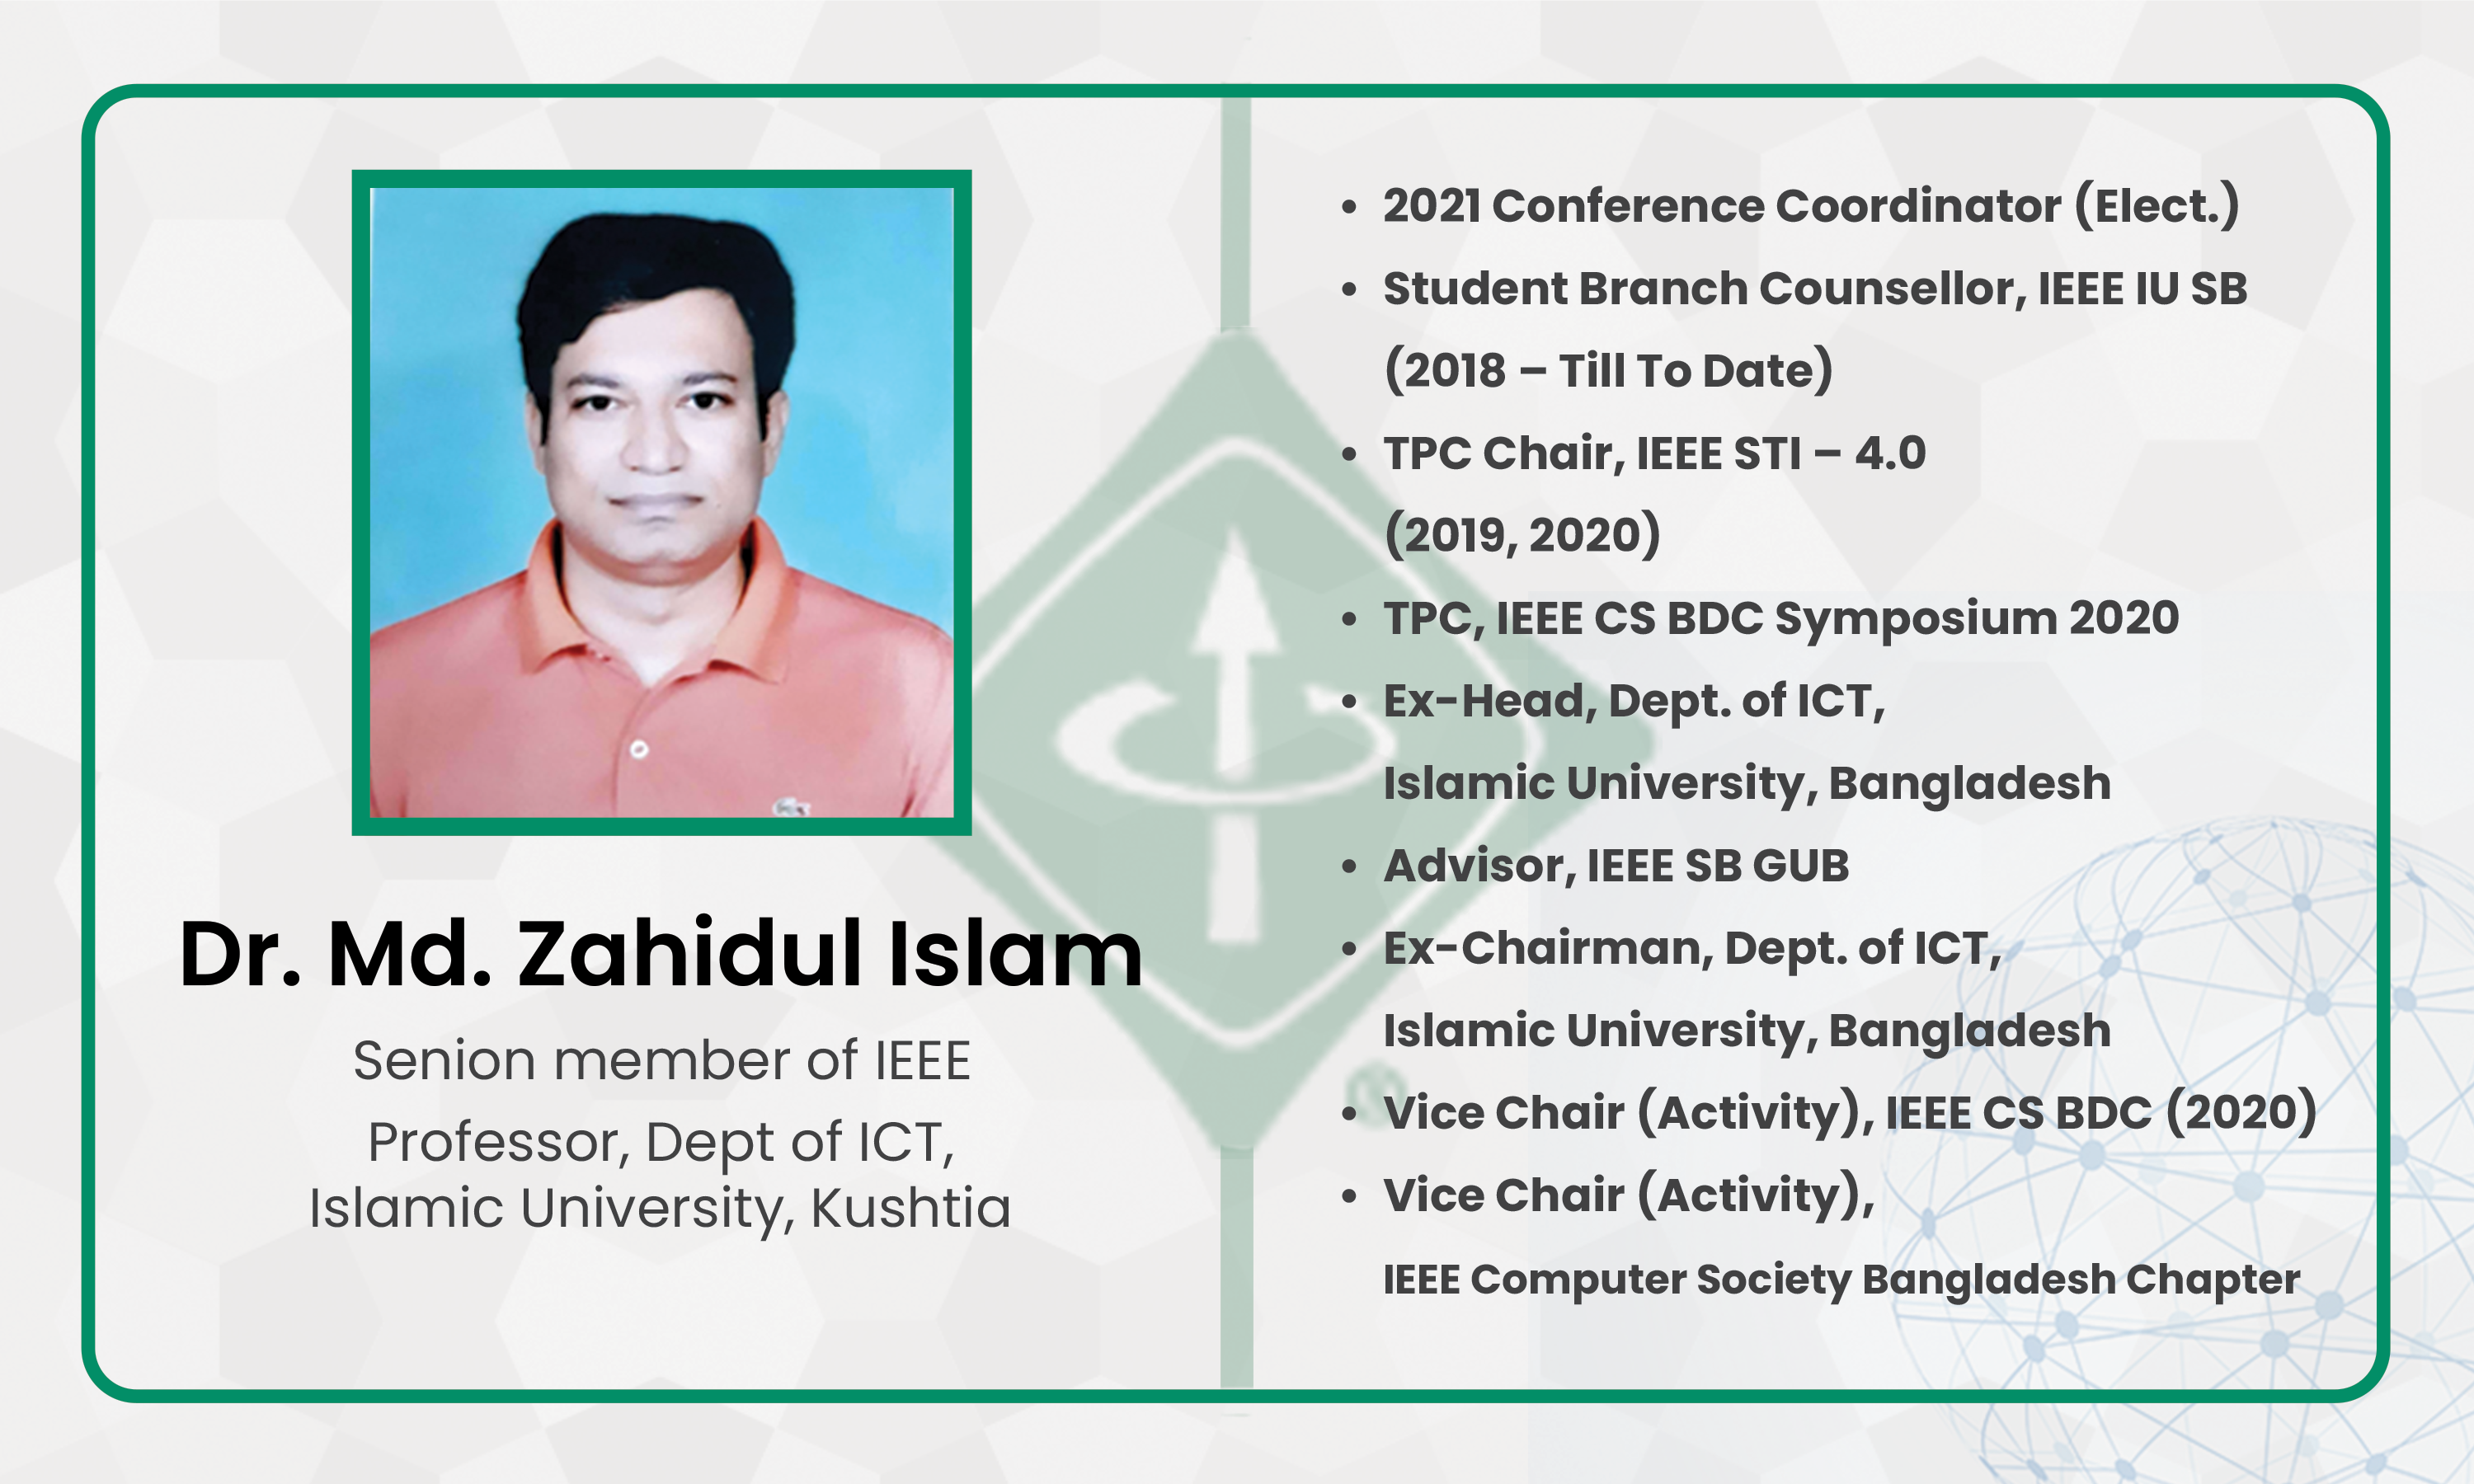 Dr. Md. Zahidul Islam
Senion member of IEEE
Professor, Dept of ICT,
Islamic University, Kushtia
• 2021 Conference Coordinator (Elect.)
• Student Branch Counsellor, IEEE IU SB
(2018 – Till To Date)
• TPC Chair, IEEE STI – 4.0
(2019, 2020)
• TPC, IEEE CS BDC Symposium 2020
• Ex-Head, Dept. of ICT,
Islamic University, Bangladesh
• Advisor, IEEE SB GUB
• Ex-Chairman, Dept. of ICT,
Islamic University, Bangladesh
• Vice Chair (Activity), IEEE CS BDC (2020)
• Vice Chair (Activity),
IEEE Computer Society Bangladesh Chapter